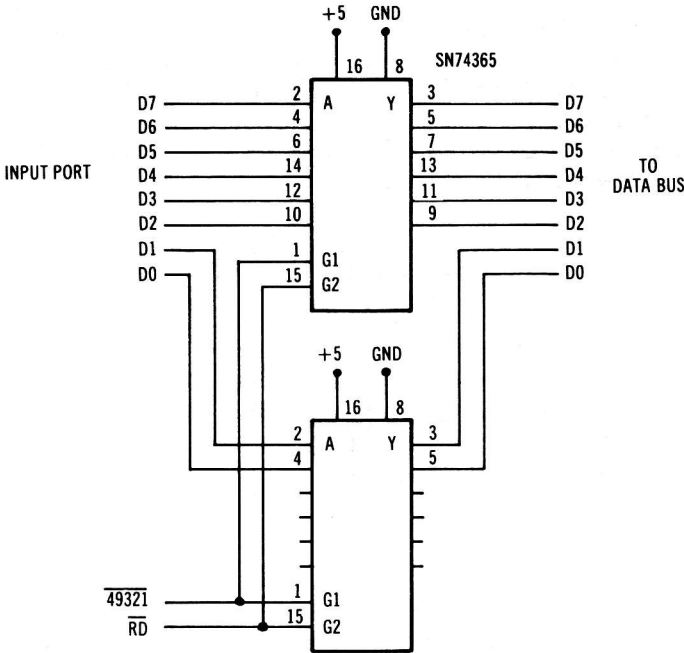 +5 GND
16 8 SN74365
2 A Y 3
D7 D7
4 5
D6 D6
6 7
D5 D5
INPUT PORT
14 13
D4 D4
TO
DATA BUS
12 11
D3 D3
10 9
D2 D2
D1 D1
1 G1
D0 D0
15 G2
+5 GND
16 8
2 A Y 3
4 5
49321
1 G1
RD
15 G2